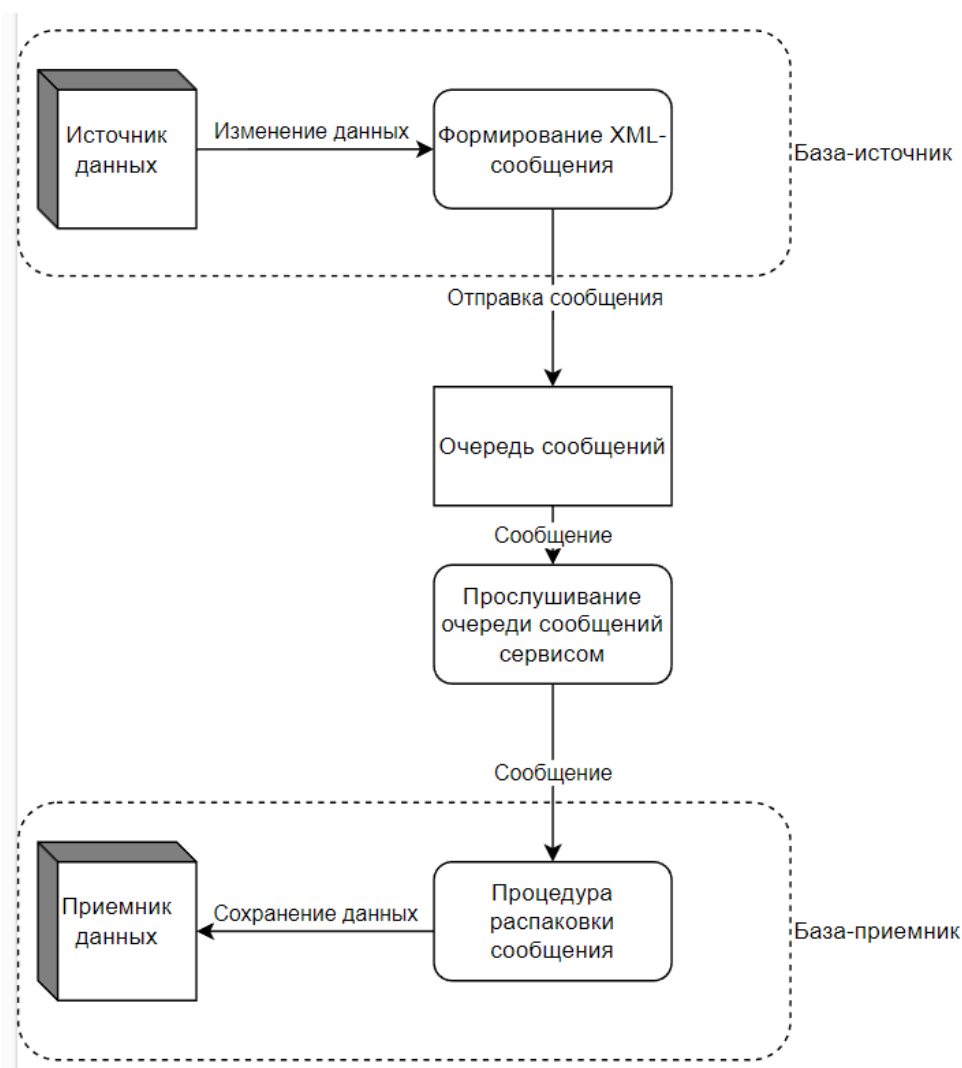 Источник
данных
Изменение данных
Формирование XML-
сообщения
База-источник
Отправка сообщения
Очередь сообщений
Сообщение
Прослушивание
очереди сообщений
сервисом
Сообщение
Приемник
данных
Сохранение данных
Процедура
распаковки
сообщения
База-приемник